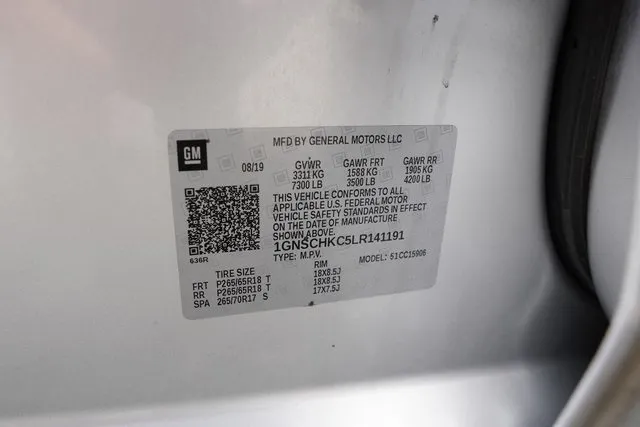 GM
MFD BY GENERAL MOTORS LLC
08/19 GVWR GAWR FRT GAWR RR
3311 KG 1588 KG 1905 KG
7300 LB 3500 LB 4200 LB
THIS VEHICLE CONFORMS TO ALL
APPLICABLE U.S. FEDERAL MOTOR
VEHICLE SAFETY STANDARDS IN EFFECT
ON THE DATE OF MANUFACTURE
SHOWN ABOVE.
1GNSCHKC5LR141191
636R TYPE: M.P.V. MODEL: 51CC15906
TIRE SIZE RIM
FRT P265/65R18 T 18X8.5J
RR P265/65R18 T 18X8.5J
SPA 265/70R17 S 17X7.5J